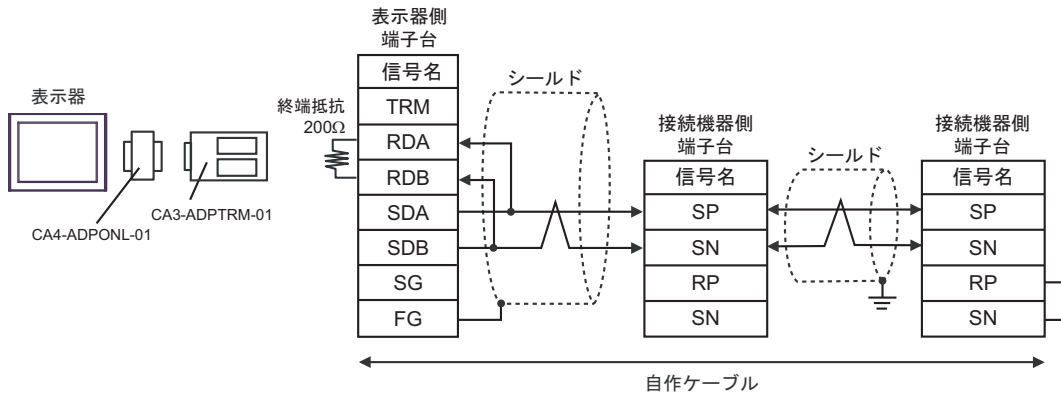 表示器
CA4-ADPONL-01
CA3-ADPTRM-01
終端抵抗
200Ω
表示器側
端子台
信号名
TRM
RDA
RDB
SDA
SDB
SG
FG
シールド
接続機器側
端子台
信号名
SP
SN
RP
SN
シールド
接続機器側
端子台
信号名
SP
SN
RP
SN
自作ケーブル